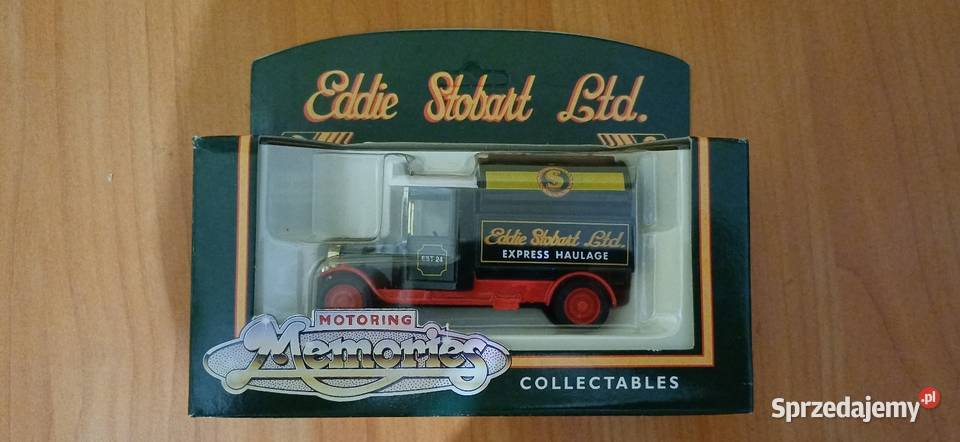 Eddie Stobart Ltd.
S
Eddie Stobart Ltd.
EXPRESS HAULAGE
EST 24
MOTORING
Memories
COLLECTABLES
Sprzedajemy.pl